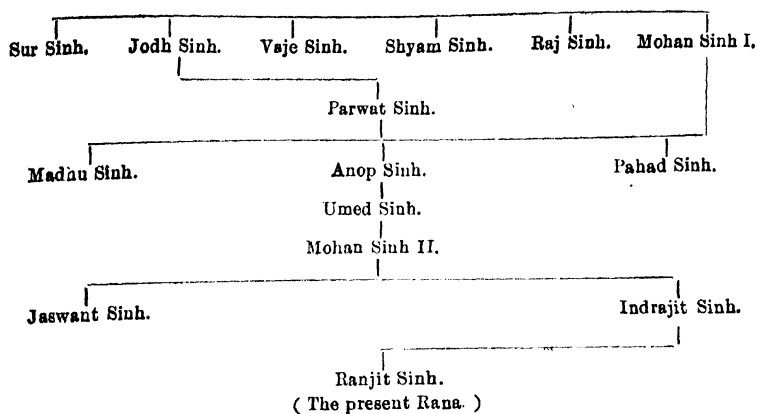 Sur Sinh. Jodh Sinh. Vaje Sinh. Shyam Sinh. Raj Sinh. Mohan Sinh I.
Parwat Sinh.
Madhu Sinh. Anop Sinh. Pahad Sinh.
Umed Sinh.
Mohan Sinh II.
Jaswant Sinh. Indrajit Sinh.
Ranjit Sinh.
( The present Rana. )